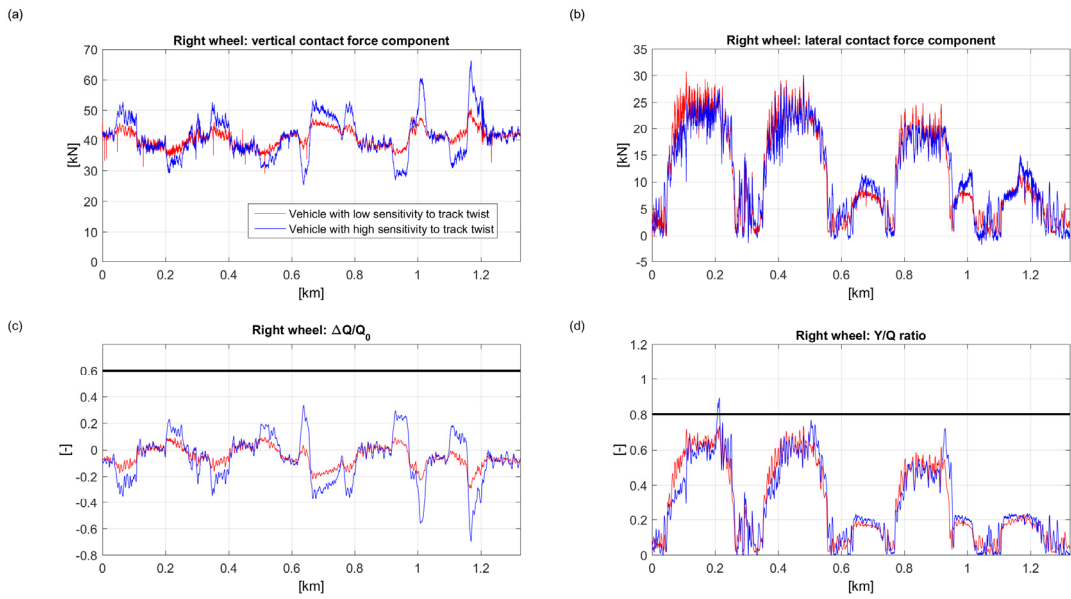 (a)
Right wheel: vertical contact force component
70
60
50
40
30
20
10
0
[kN]
Vehicle with low sensitivity to track twist
Vehicle with high sensitivity to track twist
0 0.2 0.4 0.6 0.8 1 1.2
[km]
(b)
Right wheel: lateral contact force component
35
30
25
20
15
10
5
0
-5
[kN]
0 0.2 0.4 0.6 0.8 1 1.2
[km]
(c)
Right wheel: ΔQ/Q0
0.6
0.4
0.2
0
-0.2
-0.4
-0.6
-0.8
[-]
0 0.2 0.4 0.6 0.8 1 1.2
[km]
(d)
Right wheel: Y/Q ratio
1.2
1
0.8
0.6
0.4
0.2
0
[-]
0 0.2 0.4 0.6 0.8 1 1.2
[km]